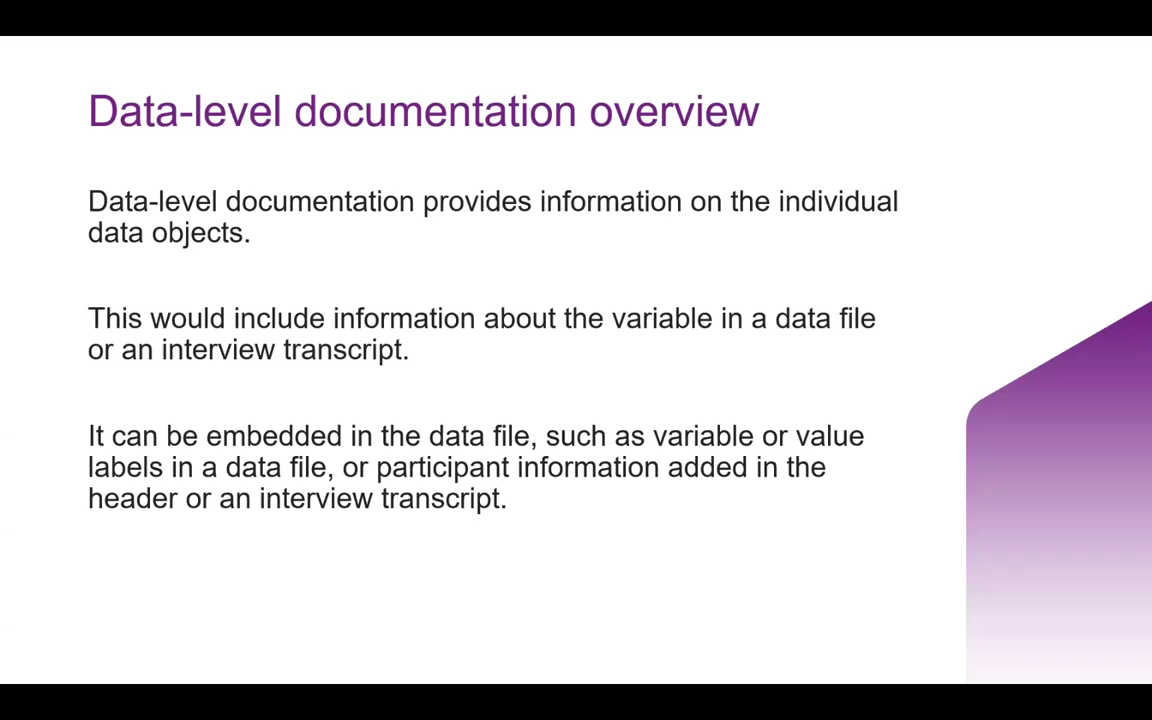 Data-level documentation overview
Data-level documentation provides information on the individual
data objects.
This would include information about the variable in a data file
or an interview transcript.
It can be embedded in the data file, such as variable or value
labels in a data file, or participant information added in the
header or an interview transcript.